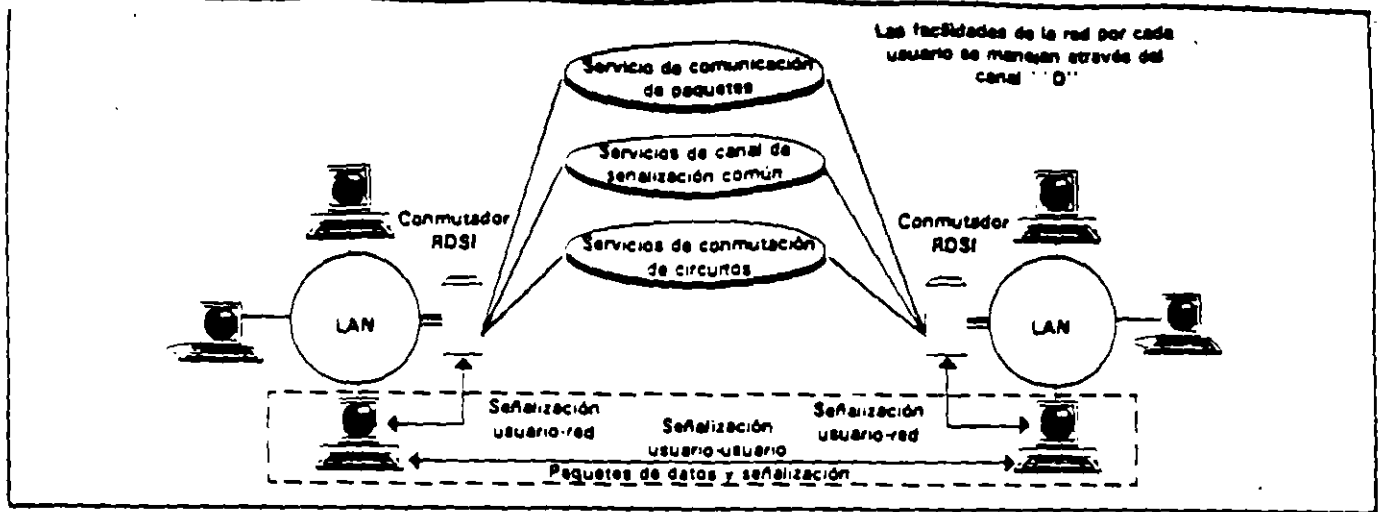 Las facilidades de la red por cada
usuario se manejan através del
canal "D"
Servicio de comunicación
de paquetes
Servicios de canal de
señalización común
Servicios de conmutación
de circuitos
Conmutador
RDSI
Conmutador
RDSI
LAN
LAN
Señalización
usuario-red
Señalización
usuario-usuario
Señalización
usuario-red
Paquetes de datos y señalización